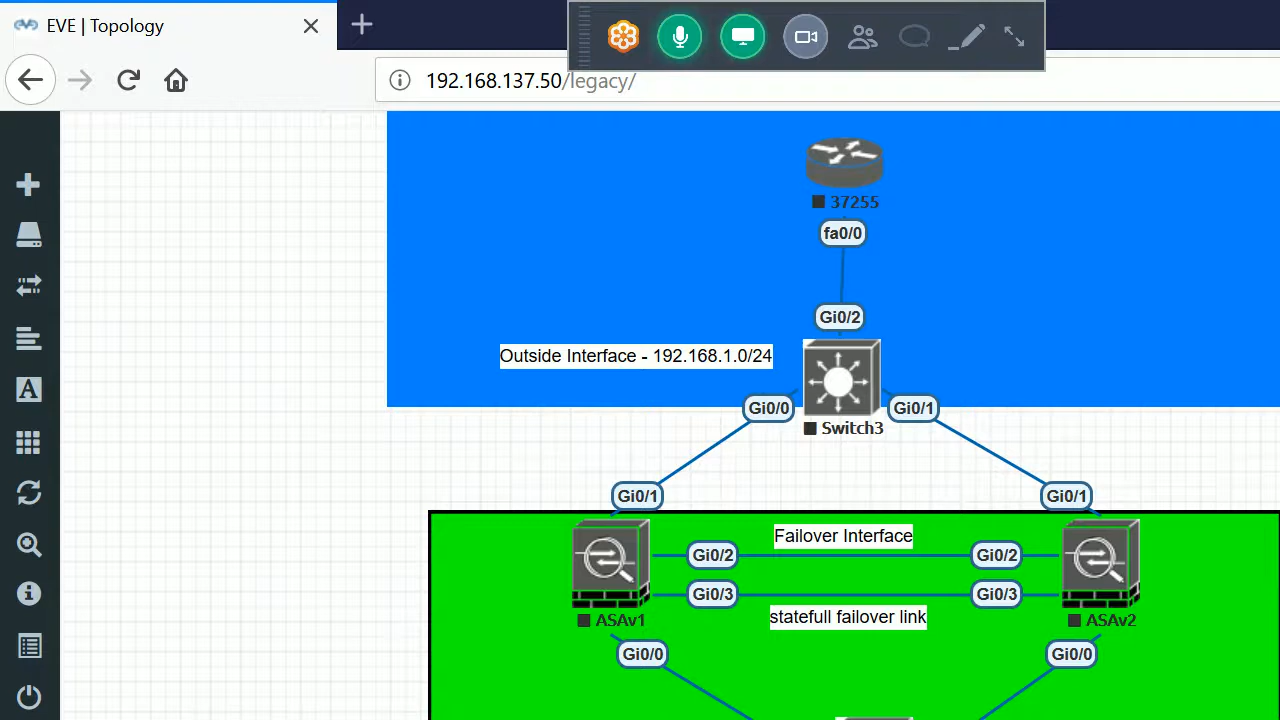 EVE | Topology
192.168.137.50/legacy/
37255
fa0/0
Gi0/2
Outside Interface - 192.168.1.0/24
Gi0/0
Gi0/1
Switch3
Gi0/1
Gi0/1
Failover Interface
Gi0/2
Gi0/2
Gi0/3
Gi0/3
statefull failover link
ASAv1
ASAv2
Gi0/0
Gi0/0